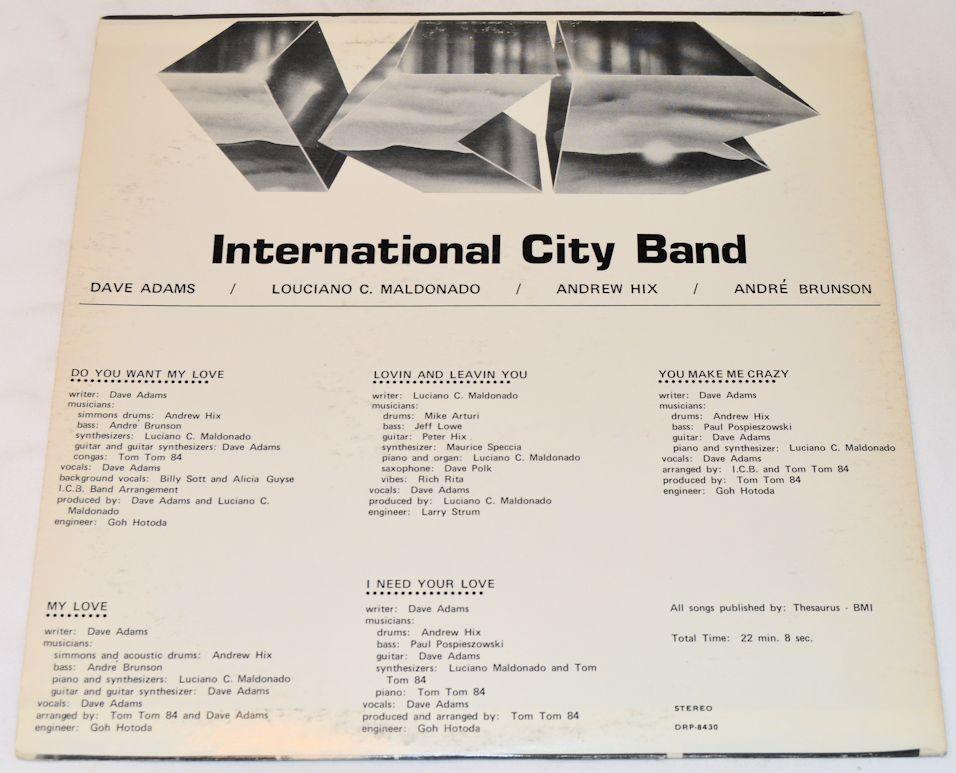 ICB
International City Band
DAVE ADAMS / LOUCIANO C. MALDONADO / ANDREW HIX / ANDRÉ BRUNSON
DO YOU WANT MY LOVE
writer: Dave Adams
musicians:
simmons drums: Andrew Hix
bass: André Brunson
synthesizers: Luciano C. Maldonado
guitar and guitar synthesizers: Dave Adams
congas: Tom Tom 84
vocals: Dave Adams
background vocals: Billy Sott and Alicia Guyse
I.C.B. Band Arrangement
produced by: Dave Adams and Luciano C.
Maldonado
engineer: Goh Hotoda
LOVIN AND LEAVIN YOU
writer: Luciano C. Maldonado
musicians:
drums: Mike Arturi
bass: Jeff Lowe
guitar: Peter Hix
synthesizer: Maurice Speccia
piano and organ: Luciano C. Maldonado
saxophone: Dave Polk
vibes: Rich Rita
vocals: Dave Adams
produced by: Luciano C. Maldonado
engineer: Larry Strum
YOU MAKE ME CRAZY
writer: Dave Adams
musicians:
drums: Andrew Hix
bass: Paul Pospieszowski
guitar: Dave Adams
piano and synthesizer: Luciano C. Maldonado
vocals: Dave Adams
arranged by: I.C.B. and Tom Tom 84
produced by: Tom Tom 84
engineer: Goh Hotoda
MY LOVE
writer: Dave Adams
musicians:
simmons and acoustic drums: Andrew Hix
bass: André Brunson
piano and synthesizers: Luciano C. Maldonado
guitar and guitar synthesizer: Dave Adams
vocals: Dave Adams
arranged by: Tom Tom 84 and Dave Adams
engineer: Goh Hotoda
I NEED YOUR LOVE
writer: Dave Adams
musicians:
drums: Andrew Hix
bass: Paul Pospieszowski
guitar: Dave Adams
synthesizers: Luciano Maldonado and Tom
Tom 84
piano: Tom Tom 84
vocals: Dave Adams
produced and arranged by: Tom Tom 84
engineer: Goh Hotoda
All songs published by: Thesaurus - BMI
Total Time: 22 min. 8 sec.
STEREO
DRP-8430